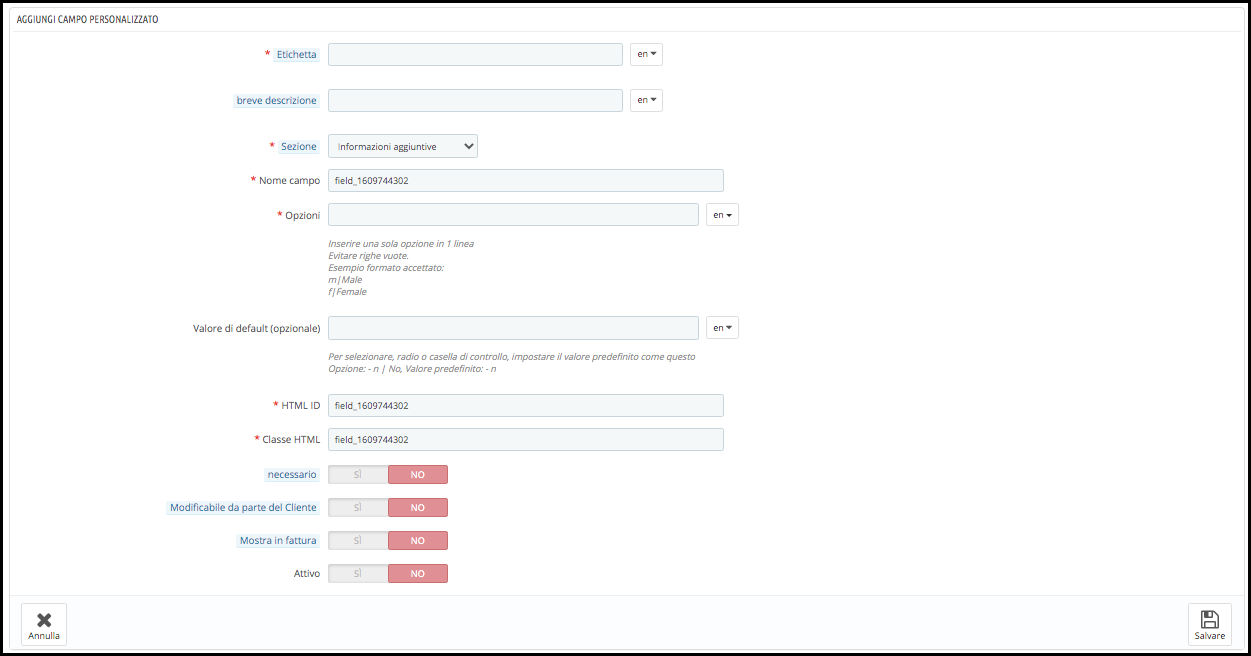 AGGIUNGI CAMPO PERSONALIZZATO
* Etichetta en
breve descrizione en
* Sezione Informazioni aggiuntive
* Nome campo field_1609744302
* Opzioni en
Inserire una sola opzione in 1 linea
Evitare righe vuote.
Esempio formato accettato:
m|Male
f|Female
Valore di default (opzionale) en
Per selezionare, radio o casella di controllo, impostare il valore predefinito come questo
Opzione: - n | No, Valore predefinito: - n
* HTML ID field_1609744302
* Classe HTML field_1609744302
necessario SÌ NO
Modificabile da parte del Cliente SÌ NO
Mostra in fattura SÌ NO
Attivo SÌ NO
Annulla Salvare